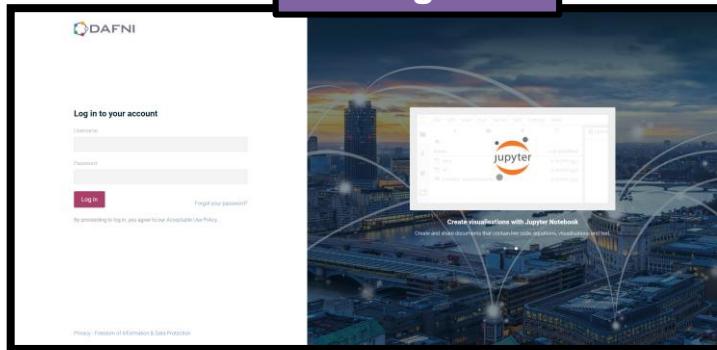 DAFNI
Log in to your account
Username
Password
Log in
Forgot your password?
By proceeding to log in, you agree to our Acceptable Use Policy.
Privacy - Freedom of Information & Data Protection
jupyter
Create visualisations with Jupyter Notebook
Create and share documents that contain live code, equations, visualisations and text.